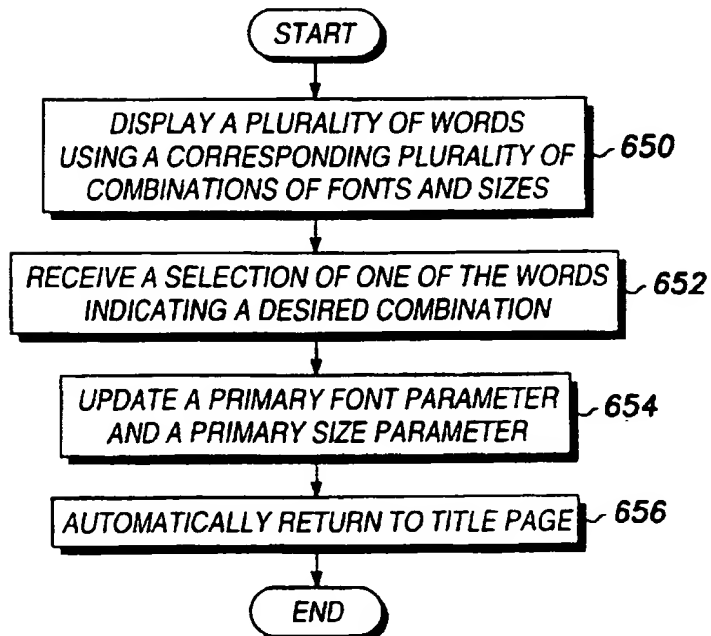 START
DISPLAY A PLURALITY OF WORDS
USING A CORRESPONDING PLURALITY OF
COMBINATIONS OF FONTS AND SIZES
650
RECEIVE A SELECTION OF ONE OF THE WORDS
INDICATING A DESIRED COMBINATION
652
UPDATE A PRIMARY FONT PARAMETER
AND A PRIMARY SIZE PARAMETER
654
AUTOMATICALLY RETURN TO TITLE PAGE
656
END